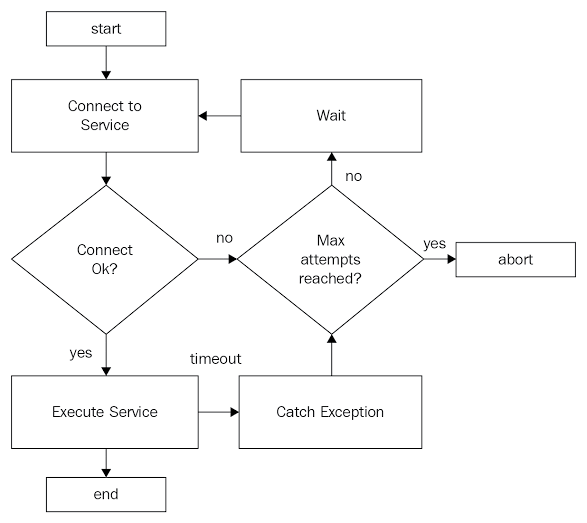 start
Connect to
Service
Wait
no
Connect
Ok?
no
Max
attempts
reached?
yes
abort
yes
timeout
Execute Service
Catch Exception
end